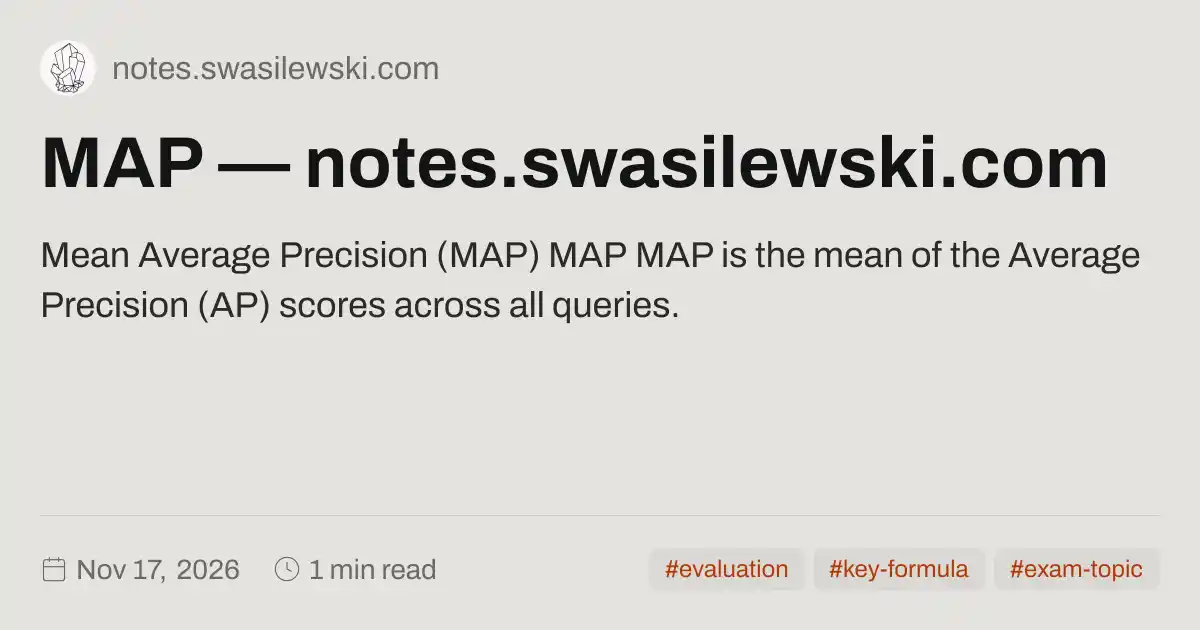 notes.swasilewski.com
MAP — notes.swasilewski.com
Mean Average Precision (MAP) MAP MAP is the mean of the Average
Precision (AP) scores across all queries.
Nov 17, 2026 1 min read #evaluation #key-formula #exam-topic